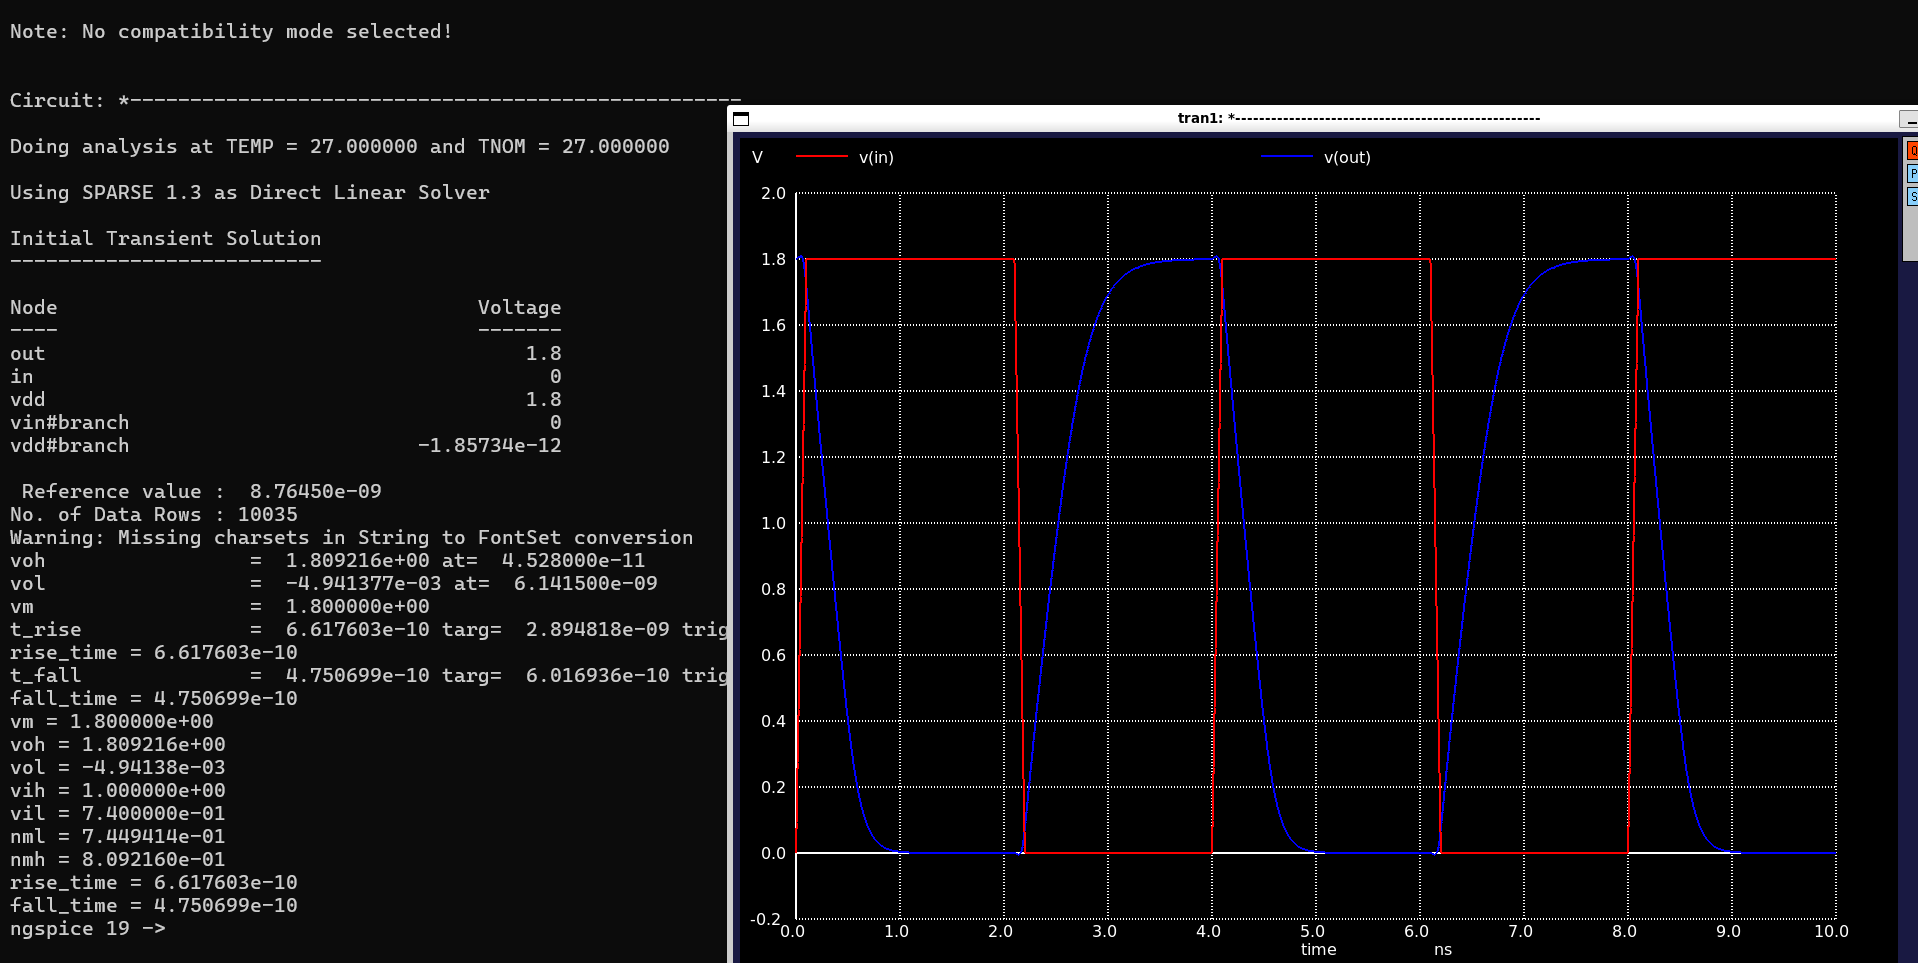 Note: No compatibility mode selected!
Circuit: *---------------------------------------------------
Doing analysis at TEMP = 27.000000 and TNOM = 27.000000
Using SPARSE 1.3 as Direct Linear Solver
Initial Transient Solution
--------------------------
Node Voltage
---- -------
out 1.8
in 0
vdd 1.8
vin#branch 0
vdd#branch -1.85734e-12
Reference value : 8.76450e-09
No. of Data Rows : 10035
Warning: Missing charsets in String to FontSet conversion
voh = 1.809216e+00 at= 4.528000e-11
vol = -4.941377e-03 at= 6.141500e-09
vm = 1.800000e+00
t_rise = 6.617603e-10 targ= 2.894818e-09 trig
rise_time = 6.617603e-10
t_fall = 4.750699e-10 targ= 6.016936e-10 trig
fall_time = 4.750699e-10
vm = 1.800000e+00
voh = 1.809216e+00
vol = -4.94138e-03
vih = 1.000000e+00
vil = 7.400000e-01
nml = 7.449414e-01
nmh = 8.092160e-01
rise_time = 6.617603e-10
fall_time = 4.750699e-10
ngspice 19 ->
tran1: *---------------------------------------------------
V v(in) v(out)
Q
P
S
2.0
1.8
1.6
1.4
1.2
1.0
0.8
0.6
0.4
0.2
0.0
-0.2
0.0 1.0 2.0 3.0 4.0 5.0 6.0 7.0 8.0 9.0 10.0
time ns